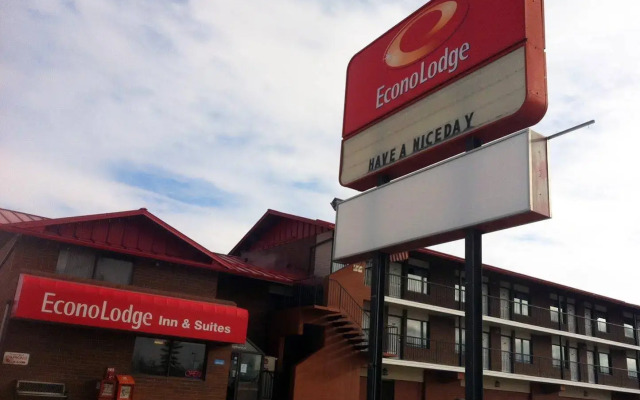 EconoLodge
HAVE A NICEDAY
EconoLodge Inn & Suites